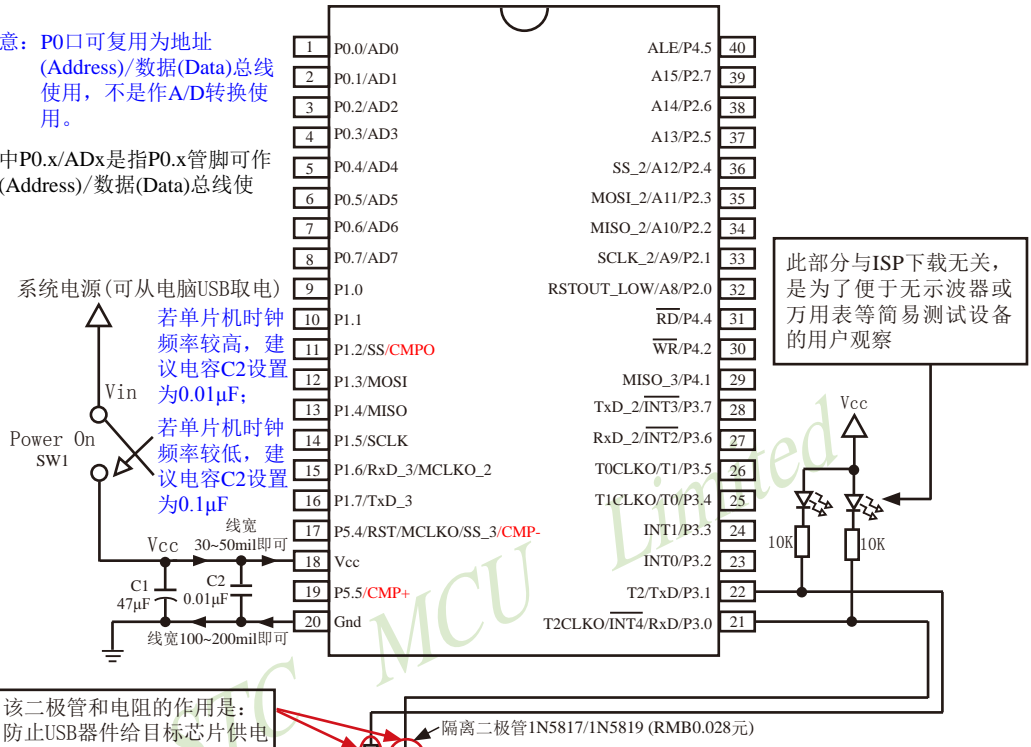 意：P0口可复用为地址
(Address)/数据(Data)总线
使用，不是作A/D转换使
用。
中P0.x/ADx是指P0.x管脚可作
(Address)/数据(Data)总线使
1 P0.0/AD0
2 P0.1/AD1
3 P0.2/AD2
4 P0.3/AD3
5 P0.4/AD4
6 P0.5/AD5
7 P0.6/AD6
8 P0.7/AD7
9 P1.0
10 P1.1
11 P1.2/SS/CMPO
12 P1.3/MOSI
13 P1.4/MISO
14 P1.5/SCLK
15 P1.6/RxD_3/MCLKO_2
16 P1.7/TxD_3
17 P5.4/RST/MCLKO/SS_3/CMP-
18 Vcc
19 P5.5/CMP+
20 Gnd
ALE/P4.5 40
A15/P2.7 39
A14/P2.6 38
A13/P2.5 37
SS_2/A12/P2.4 36
MOSI_2/A11/P2.3 35
MISO_2/A10/P2.2 34
SCLK_2/A9/P2.1 33
RSTOUT_LOW/A8/P2.0 32
RD/P4.4 31
WR/P4.2 30
MISO_3/P4.1 29
TxD_2/INT3/P3.7 28
RxD_2/INT2/P3.6 27
T0CLKO/T1/P3.5 26
T1CLKO/T0/P3.4 25
INT1/P3.3 24
INT0/P3.2 23
T2/TxD/P3.1 22
T2CLKO/INT4/RxD/P3.0 21
系统电源(可从电脑USB取电)
若单片机时钟
频率较高，建
议电容C2设置
为0.01μF；
若单片机时钟
频率较低，建
议电容C2设置
为0.1μF
Vin
Power On
SW1
线宽
Vcc 30~50mil即可
C1
47μF
C2
0.01μF
线宽100~200mil即可
此部分与ISP下载无关，
是为了便于无示波器或
万用表等简易测试设备
的用户观察
Vcc
10K
10K
STC MCU Limited
该二极管和电阻的作用是：
防止USB器件给目标芯片供电
隔离二极管1N5817/1N5819 (RMB0.028元)